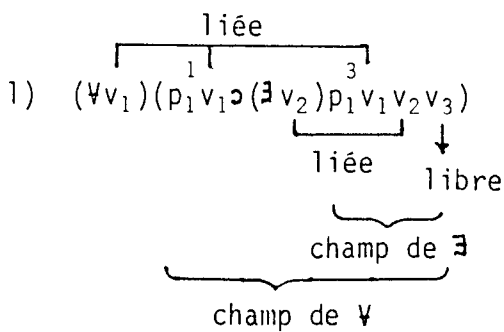 liée
1) (∀v₁)(p₁¹v₁⊃(∃v₂)p₁³v₁v₂v₃)
liée
libre
champ de ∃
champ de ∀